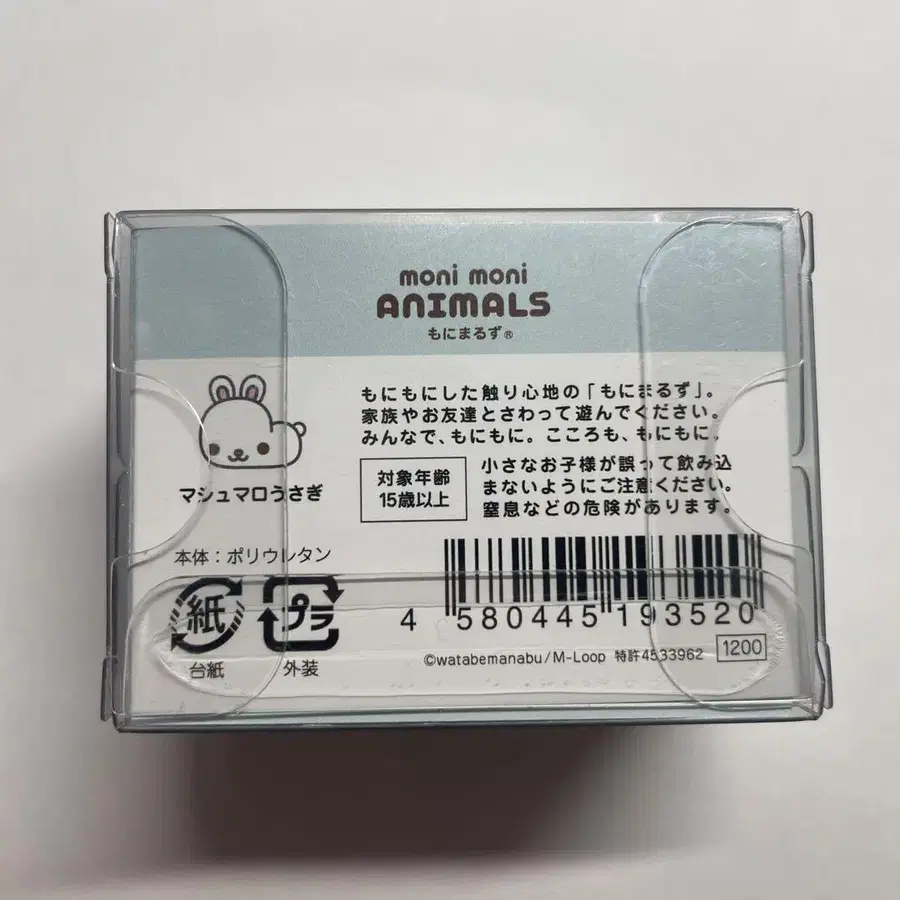 moni moni
ANIMALS
もにまるず®
もにもにした触り心地の「もにまるず」。
家族やお友達とさわって遊んでください。
みんなで、もにもに。こころも、もにもに。
マシュマロうさぎ
対象年齢
15歳以上
小さなお子様が誤って飲み込
まないようにご注意ください。
窒息などの危険があります。
本体：ポリウレタン
紙
台紙
プラ
外装
4 580445 193520
©watabemanabu/M-Loop 特許4533962
1200